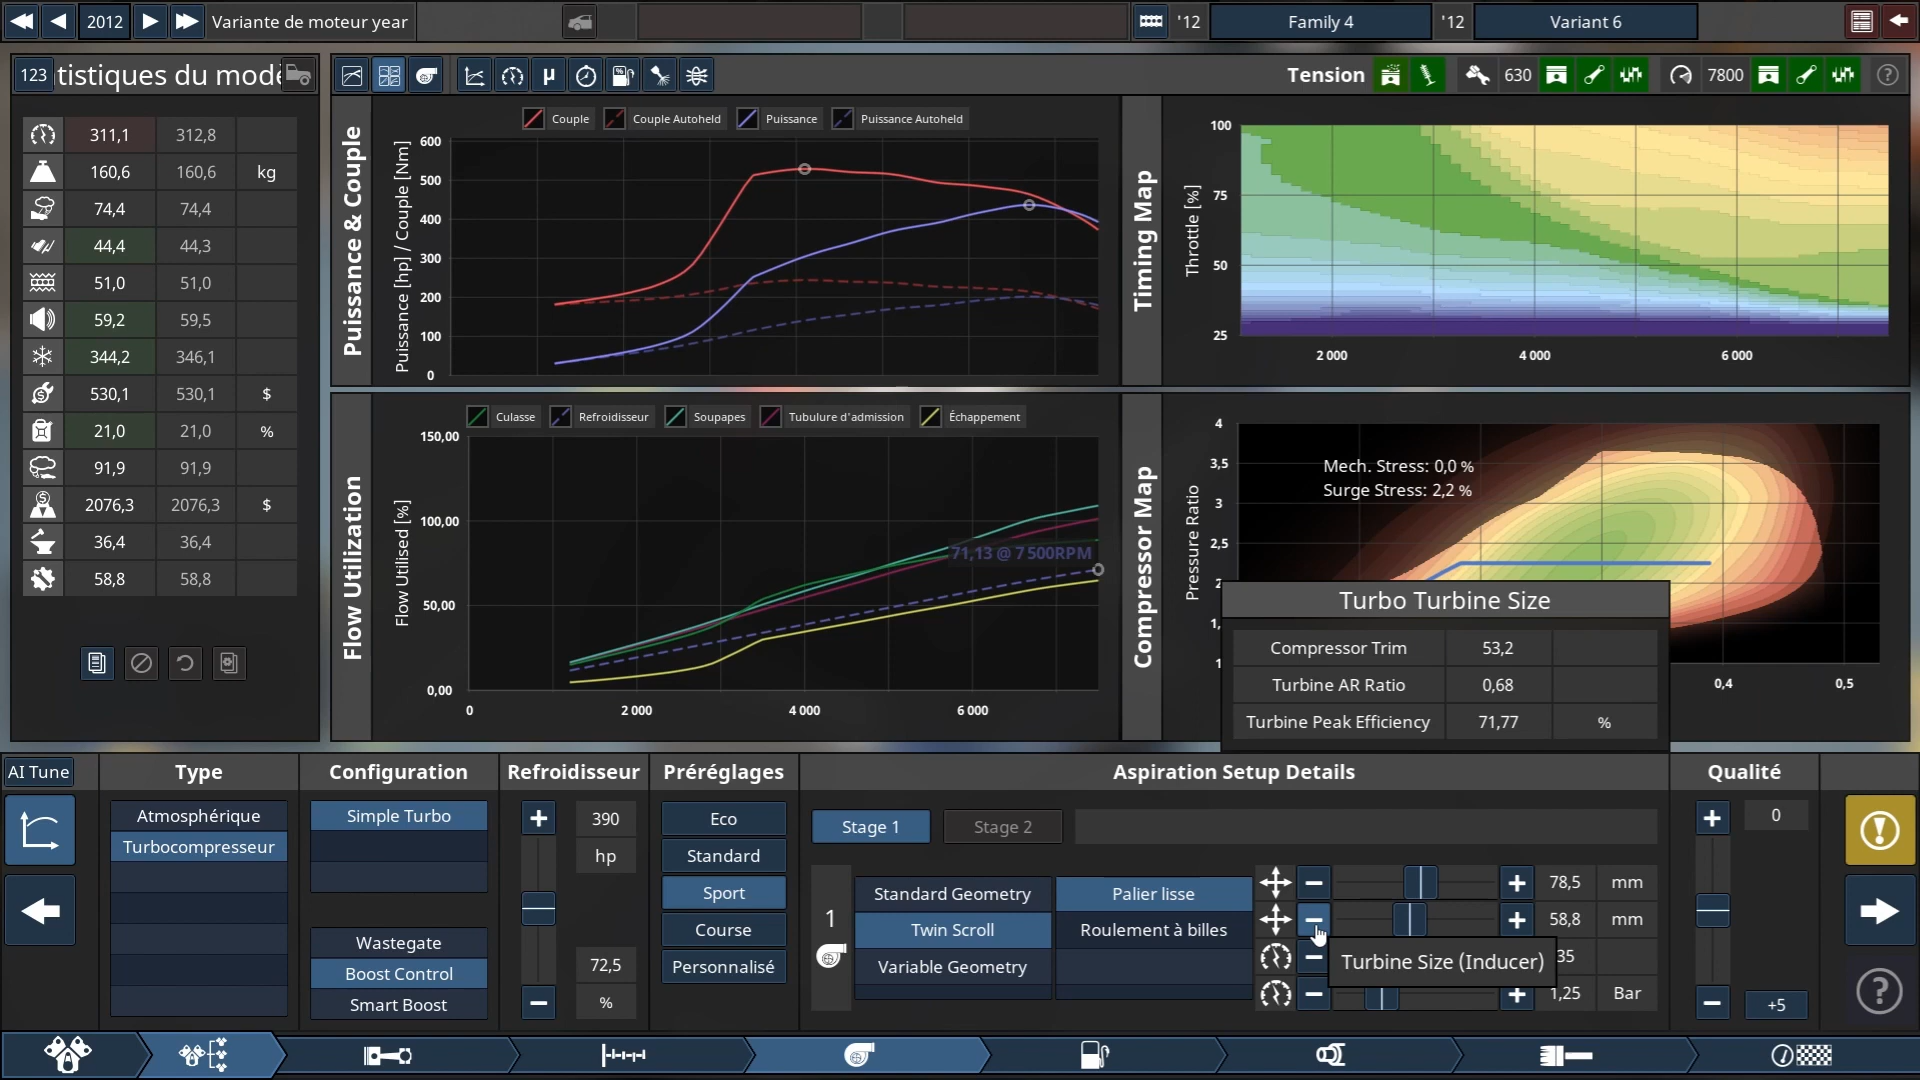 2012
Variante de moteur year
'12
Family 4
'12
Variant 6
123
tistiques du modè
Tension
630
7800
311,1 312,8
160,6 160,6 kg
74,4 74,4
44,4 44,3
51,0 51,0
59,2 59,5
344,2 346,1
530,1 530,1 $
21,0 21,0 %
91,9 91,9
2076,3 2076,3 $
36,4 36,4
58,8 58,8
Puissance & Couple
Couple
Couple Autoheld
Puissance
Puissance Autoheld
Puissance [hp] / Couple [Nm]
600
500
400
300
200
100
0
Timing Map
Throttle [%]
100
75
50
25
2 000
4 000
6 000
Flow Utilization
Culasse
Refroidisseur
Soupapes
Tubulure d'admission
Échappement
Flow Utilised [%]
150,00
100,00
50,00
0,00
71,13 @ 7 500RPM
0
2 000
4 000
6 000
Compressor Map
Pressure Ratio
4
3,5
3
2,5
2
1,
1
Mech. Stress: 0,0 %
Surge Stress: 2,2 %
0,4
0,5
Turbo Turbine Size
Compressor Trim 53,2
Turbine AR Ratio 0,68
Turbine Peak Efficiency 71,77 %
AI Tune
Type
Atmosphérique
Turbocompresseur
Configuration
Simple Turbo
Wastegate
Boost Control
Smart Boost
Refroidisseur
390
hp
72,5
%
Préréglages
Eco
Standard
Sport
Course
Personnalisé
Aspiration Setup Details
Stage 1
Stage 2
1
Standard Geometry
Twin Scroll
Variable Geometry
Palier lisse
Roulement à billes
78,5 mm
58,8 mm
35
1,25 Bar
Turbine Size (Inducer)
Qualité
0
+5